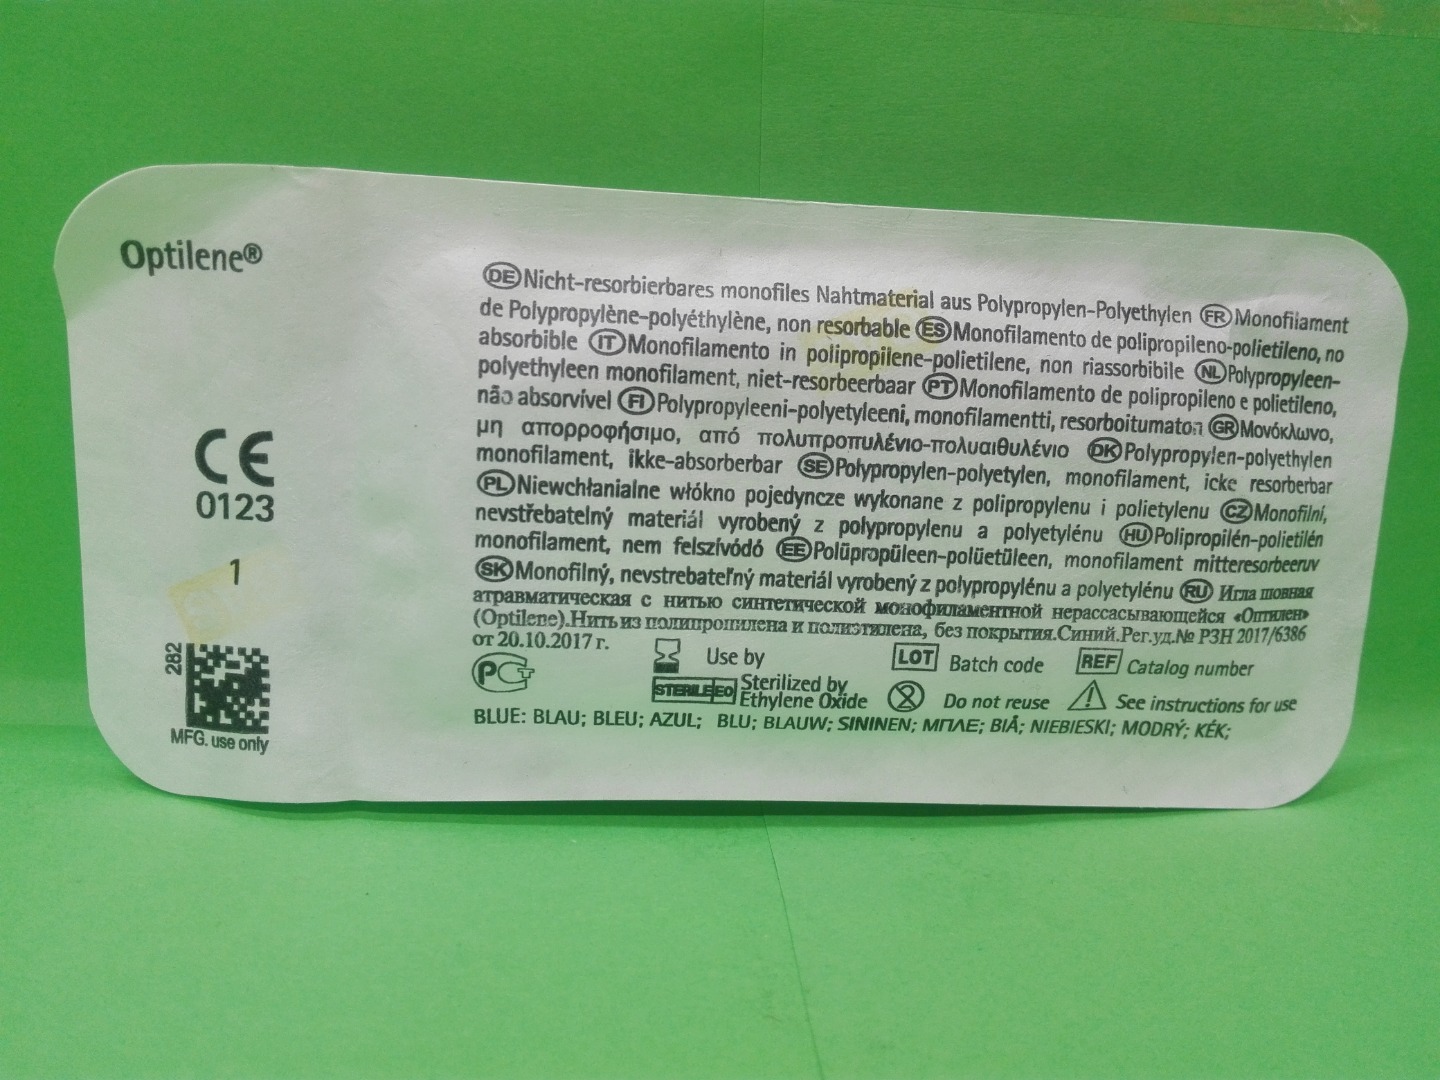 Optilene®
DE Nicht-resorbierbares monofiles Nahtmaterial aus Polypropylen-Polyethylen FR Monofilament
de Polypropylène-polyéthylène, non resorbable ES Monofilamento de polipropileno-polietileno, no
absorbible IT Monofilamento in polipropilene-polietilene, non riassorbibile NL Polypropyleen-
polyethyleen monofilament, niet-resorbeerbaar PT Monofilamento de polipropileno e polietileno,
não absorvível FI Polypropyleeni-polyetyleeni, monofilamentti, resorboitumaton GR Μονόκλωνο,
μη απορροφήσιμο, από πολυπροπυλένιο-πολυαιθυλένιο DK Polypropylen-polyethylen
monofilament, ikke-absorberbar SE Polypropylen-polyetylen, monofilament, icke resorberbar
PL Niewchłanialne włókno pojedyncze wykonane z polipropylenu i polietylenu CZ Monofilní,
nevstřebatelný materiál vyrobený z polypropylenu a polyetylénu HU Polipropilén-polietilén
monofilament, nem felszívódó EE Polüpropüleen-polüetüleen, monofilament mitteresorbeeruv
SK Monofilný, nevstrebateľný materiál vyrobený z polypropylénu a polyetylénu RU Игла шовная
атравматическая с нитью синтетической монофиламентной нерассасывающейся «Оптилен»
(Optilene).Нить из полипропилена и полиэтилена, без покрытия.Синий.Рег.уд.№ РЗН 2017/6386
от 20.10.2017 г.
CE
0123
1
282
MFG. use only
РСТ
Use by
LOT Batch code
REF Catalog number
STERILE EO Sterilized by
Ethylene Oxide
2 Do not reuse
See instructions for use
BLUE: BLAU; BLEU; AZUL; BLU; BLAUW; SININEN; ΜΠΛΕ; BIÅ; NIEBIESKI; MODRÝ; KÉK;